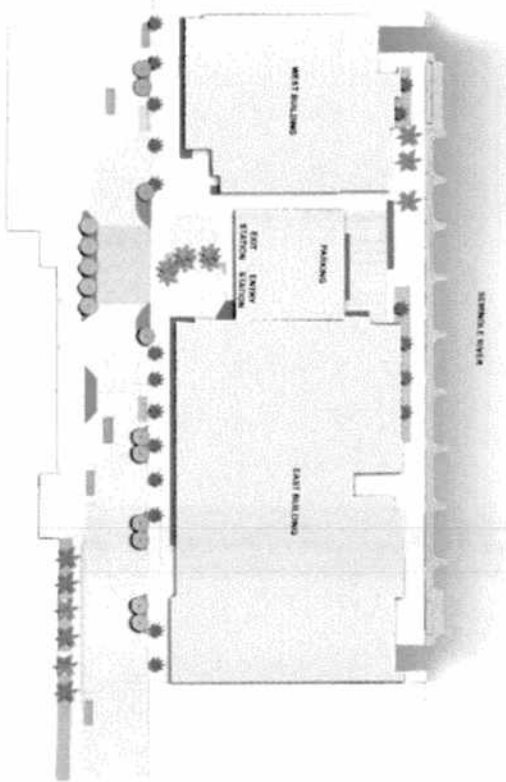 SEMINOLE RIVER
PARKING
WEST BUILDING
EAST BUILDING
EXIT
STATION
ENTRY
STATION